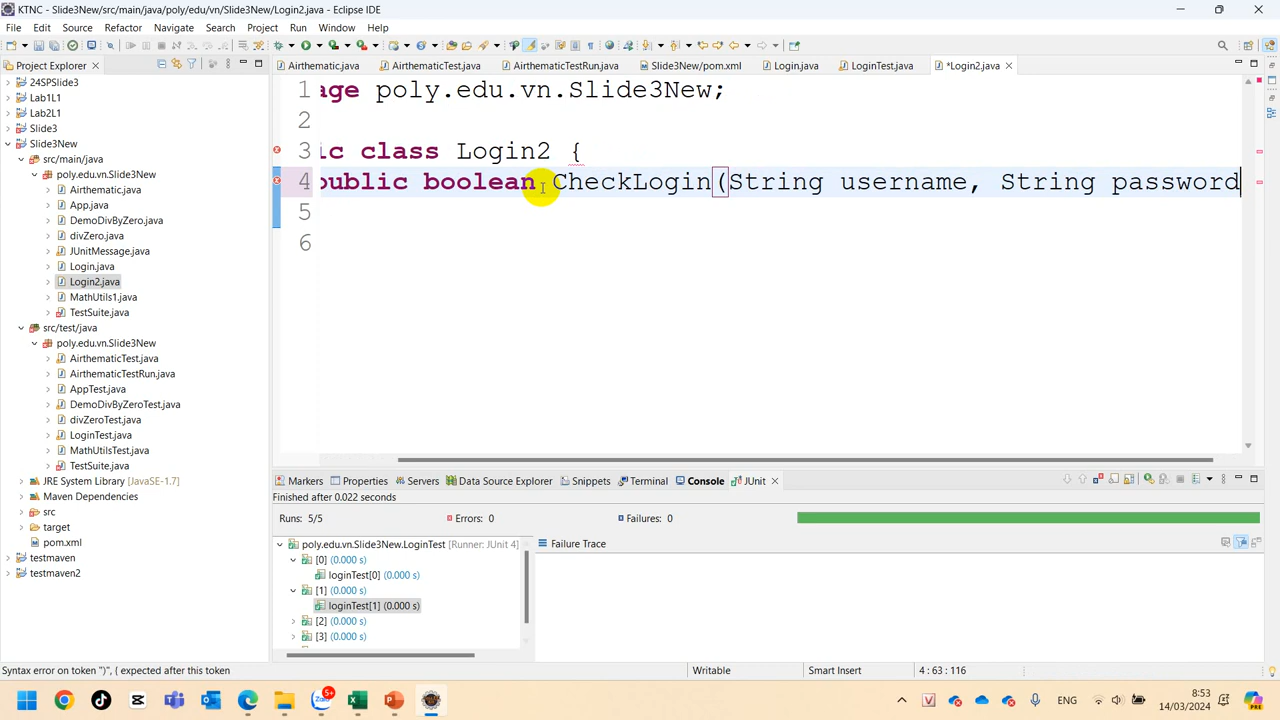 KTNC - Slide3New/src/main/java/poly/edu/vn/Slide3New/Login2.java - Eclipse IDE
File Edit Source Refactor Navigate Search Project Run Window Help
Project Explorer
Airthematic.java AirthematicTest.java AirthematicTestRun.java Slide3New/pom.xml Login.java LoginTest.java *Login2.java
24SPSlide3
Lab1L1
Lab2L1
Slide3
Slide3New
src/main/java
poly.edu.vn.Slide3New
Airthematic.java
App.java
DemoDivByZero.java
divZero.java
JUnitMessage.java
Login.java
Login2.java
MathUtils1.java
TestSuite.java
src/test/java
poly.edu.vn.Slide3New
AirthematicTest.java
AirthematicTestRun.java
AppTest.java
DemoDivByZeroTest.java
divZeroTest.java
LoginTest.java
MathUtilsTest.java
TestSuite.java
JRE System Library [JavaSE-1.7]
Maven Dependencies
src
target
pom.xml
testmaven
testmaven2
1 age poly.edu.vn.Slide3New;
2
3 ic class Login2 {
4 public boolean CheckLogin(String username, String password
5
6
Markers Properties Servers Data Source Explorer Snippets Terminal Console JUnit
Finished after 0.022 seconds
Runs: 5/5 Errors: 0 Failures: 0
poly.edu.vn.Slide3New.LoginTest [Runner: JUnit 4]
[0] (0.000 s)
loginTest[0] (0.000 s)
[1] (0.000 s)
loginTest[1] (0.000 s)
[2] (0.000 s)
[3] (0.000 s)
Failure Trace
Syntax error on token ")", { expected after this token
Writable Smart Insert 4 : 63 : 116
5+
ENG
8:53
14/03/2024
PRE